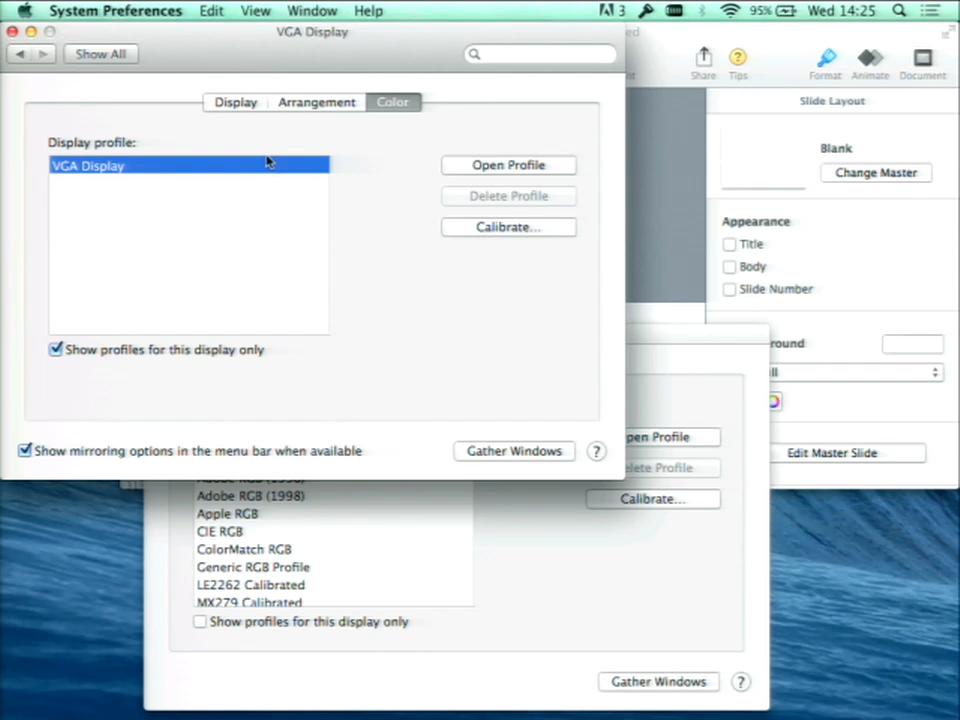 System Preferences Edit View Window Help 3 95% Wed 14:25
VGA Display
Show All
Share Tips Format Animate Document
Slide Layout
Display Arrangement Color
Display profile:
VGA Display
Open Profile
Delete Profile
Calibrate...
Show profiles for this display only
Show mirroring options in the menu bar when available
Gather Windows ?
Blank
Change Master
Appearance
Title
Body
Slide Number
Edit Master Slide
pen Profile
elete Profile
Calibrate...
Adobe RGB (1998)
Apple RGB
CIE RGB
ColorMatch RGB
Generic RGB Profile
LE2262 Calibrated
MX279 Calibrated
Show profiles for this display only
Gather Windows ?